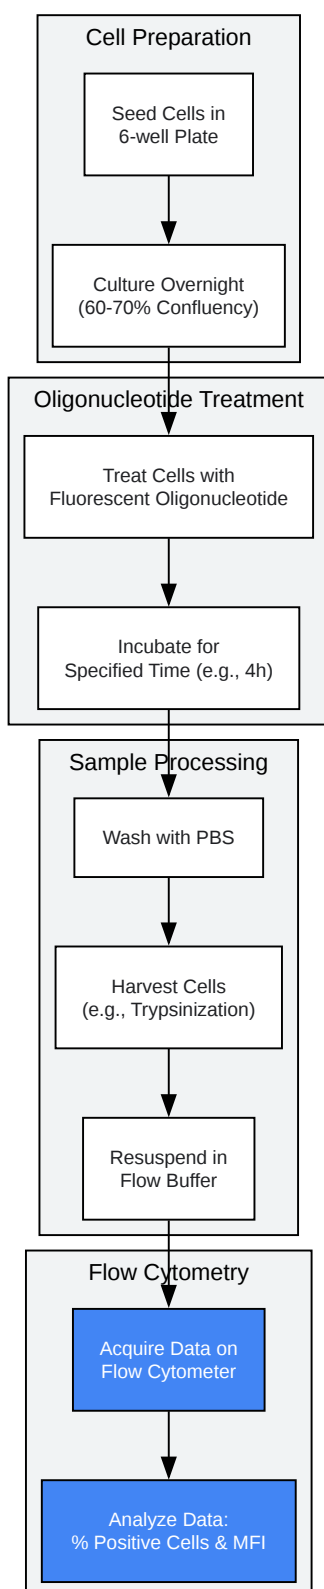 Cell Preparation
Seed Cells in
6-well Plate
Culture Overnight
(60-70% Confluency)
Oligonucleotide Treatment
Treat Cells with
Fluorescent Oligonucleotide
Incubate for
Specified Time (e.g., 4h)
Sample Processing
Wash with PBS
Harvest Cells
(e.g., Trypsinization)
Resuspend in
Flow Buffer
Flow Cytometry
Acquire Data on
Flow Cytometer
Analyze Data:
% Positive Cells & MFI